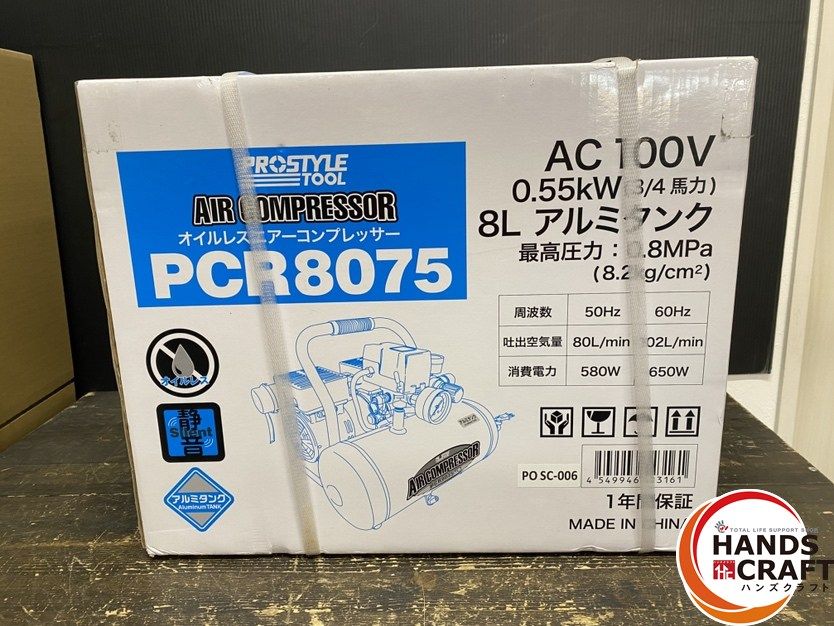 PROSTYLE
TOOL
AIR COMPRESSOR
オイルレスエアーコンプレッサー
PCR8075
AC 100V
0.55kW(3/4馬力)
8L アルミタンク
最高圧力：0.8MPa
(8.2kg/cm²)
周波数 50Hz 60Hz
吐出空気量 80L/min 102L/min
消費電力 580W 650W
オイルレス
静音
Silent
アルミタンク
Aluminum TANK
AIR COMPRESSOR
PO SC-006
4 549946 3161
1年間保証
MADE IN CHINA
TOTAL LIFE SUPPORT
HANDS
CRAFT
ハンズクラフト